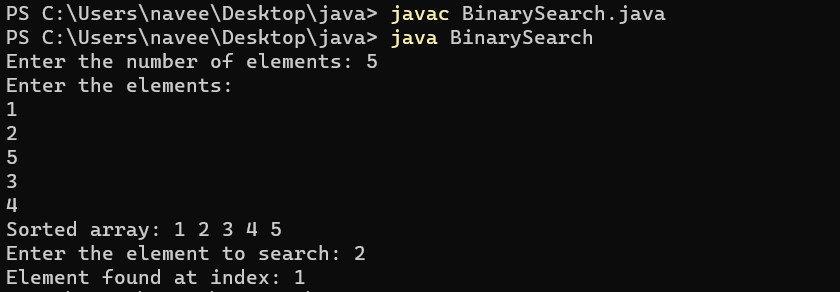 PS C:\Users\navee\Desktop\java> javac BinarySearch.java
PS C:\Users\navee\Desktop\java> java BinarySearch
Enter the number of elements: 5
Enter the elements:
1
2
5
3
4
Sorted array: 1 2 3 4 5
Enter the element to search: 2
Element found at index: 1